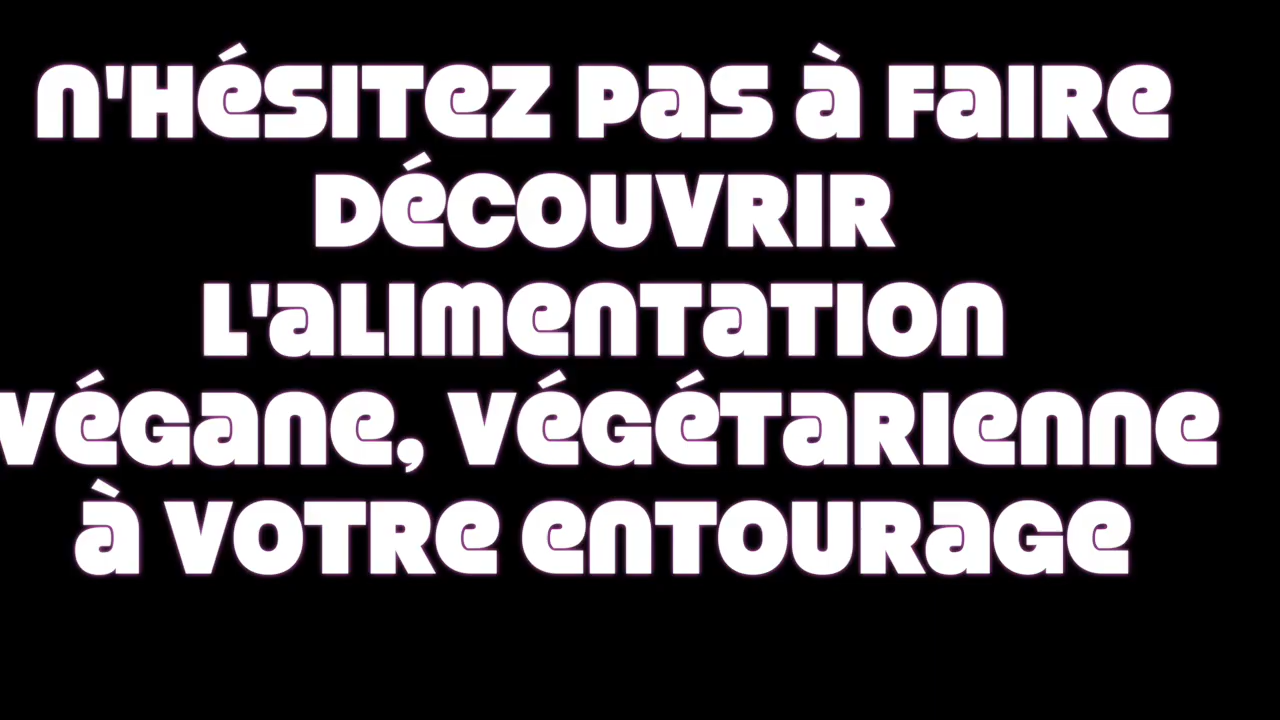 N'HÉSITEZ PAS À FAIRE
DÉCOUVRIR
L'ALIMENTATION
VÉGANE, VÉGÉTARIENNE
À VOTRE ENTOURAGE